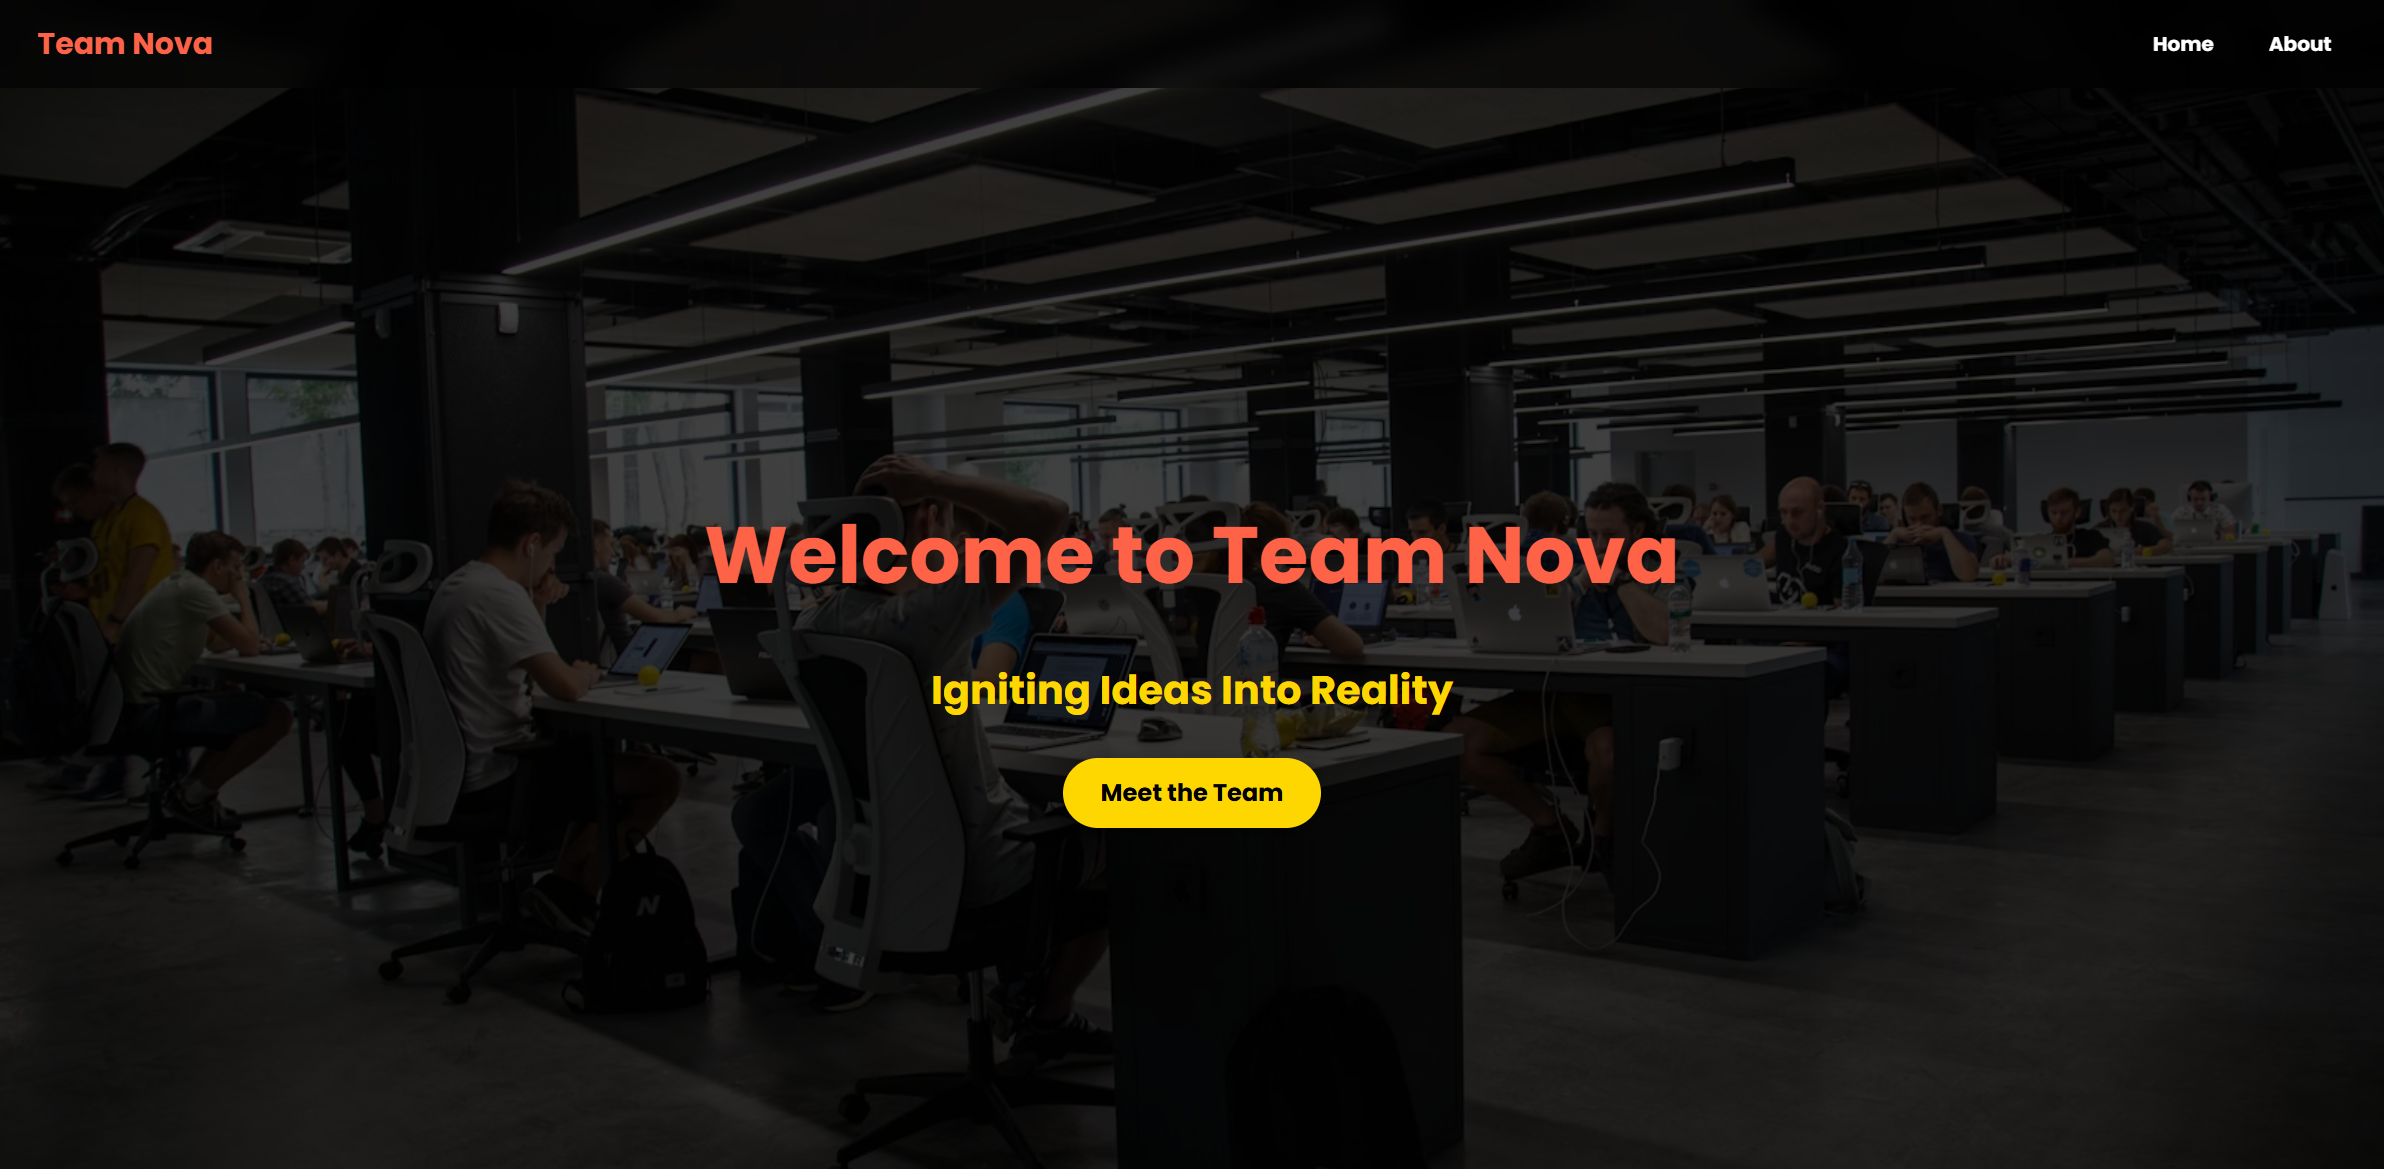 Team Nova
Home
About
Welcome to Team Nova
Igniting Ideas Into Reality
Meet the Team